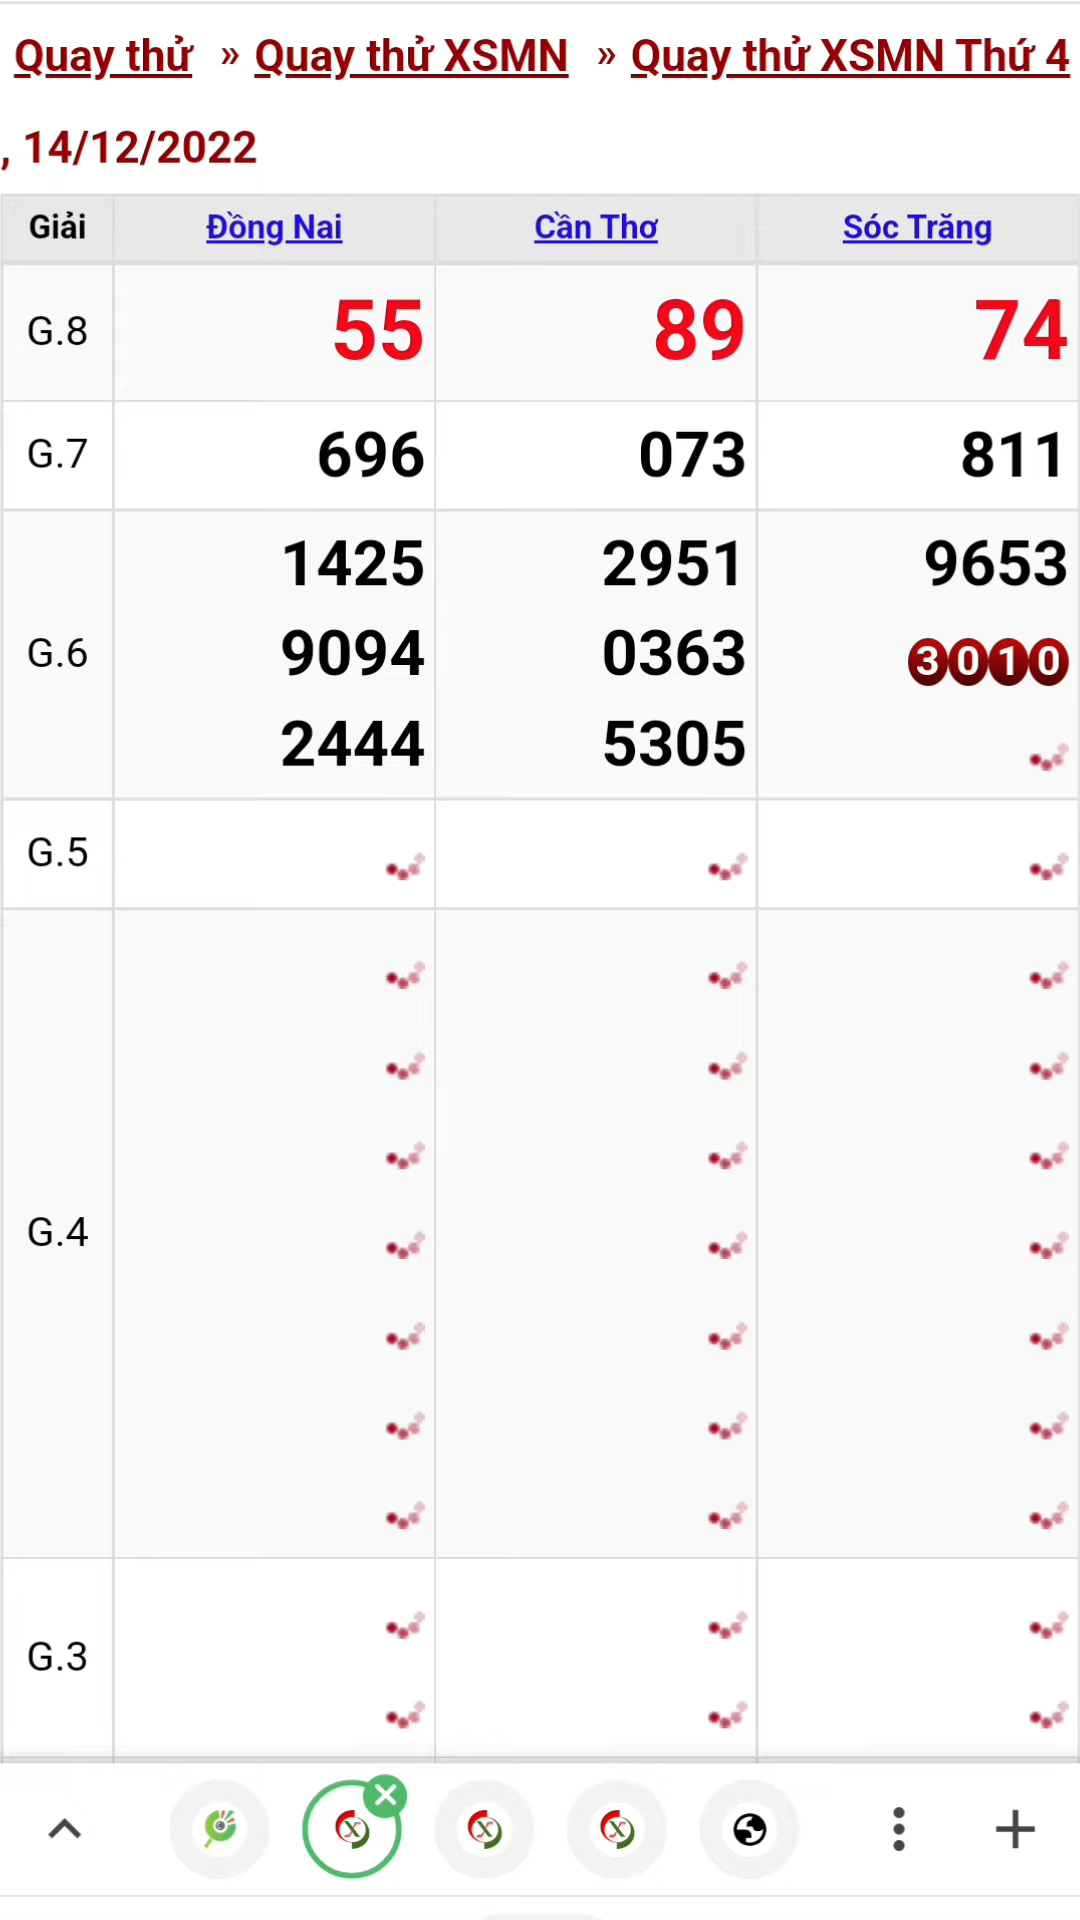 Quay thử » Quay thử XSMN » Quay thử XSMN Thứ 4
, 14/12/2022
Giải Đồng Nai Cần Thơ Sóc Trăng
G.8 55 89 74
G.7 696 073 811
G.6 1425 2951 9653
9094 0363 3010
2444 5305
G.5
G.4
G.3